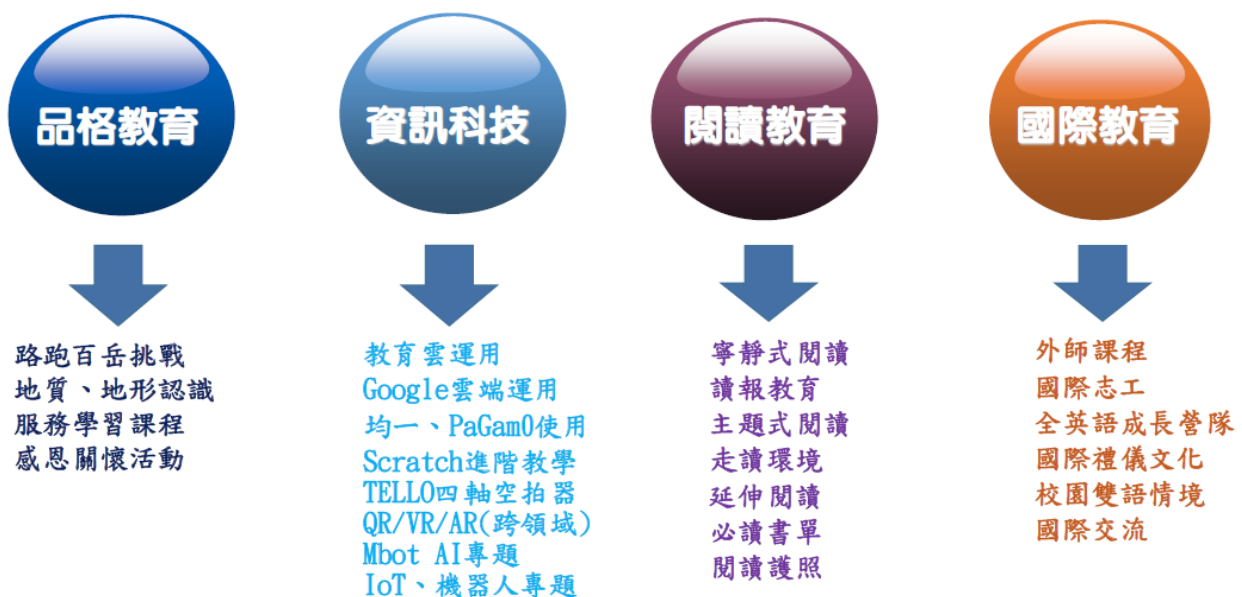 品格教育
路跑百岳挑戰
地質、地形認識
服務學習課程
感恩關懷活動
資訊科技
教育雲運用
Google雲端運用
均一、PaGamO使用
Scratch進階教學
TELLO四軸空拍器
QR/VR/AR(跨領域)
Mbot AI專題
IoT、機器人專題
閱讀教育
寧靜式閱讀
讀報教育
主題式閱讀
走讀環境
延伸閱讀
必讀書單
閱讀護照
國際教育
外師課程
國際志工
全英語成長營隊
國際禮儀文化
校園雙語情境
國際交流